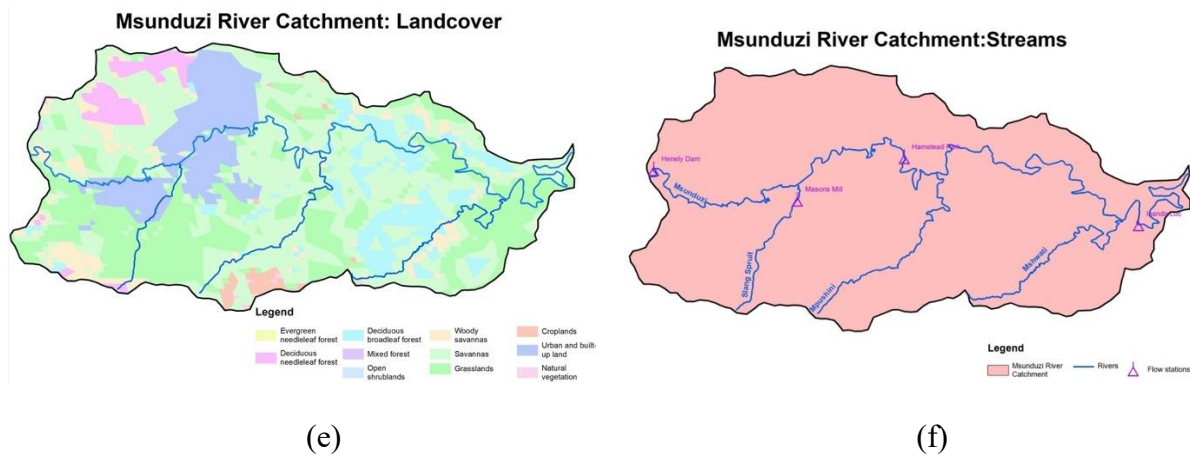 Msunduzi River Catchment: Landcover
Legend
Evergreen
needleleaf forest
Deciduous
needleleaf forest
Deciduous
broadleaf forest
Mixed forest
Open
shrublands
Woody
savannas
Savannas
Grasslands
Croplands
Urban and built-
up land
Natural
vegetation
(e)
Msunduzi River Catchment:Streams
Henely Dam
Msunduzi
Hamstead
Masons Mill
Slang Spruit
Mpushini
Mshwati
Legend
Msunduzi River
Catchment
Rivers
Flow stations
(f)